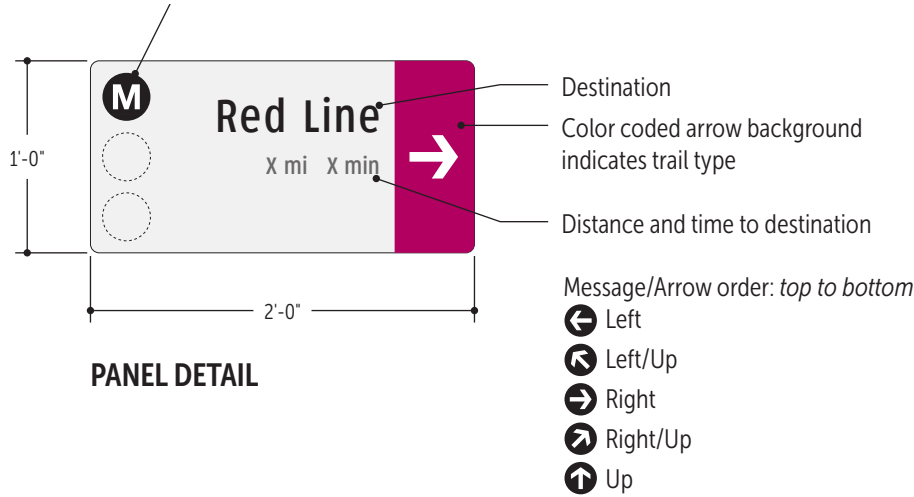 M
Red Line
X mi X min
1'-0"
2'-0"
PANEL DETAIL
Destination
Color coded arrow background
indicates trail type
Distance and time to destination
Message/Arrow order: top to bottom
Left
Left/Up
Right
Right/Up
Up